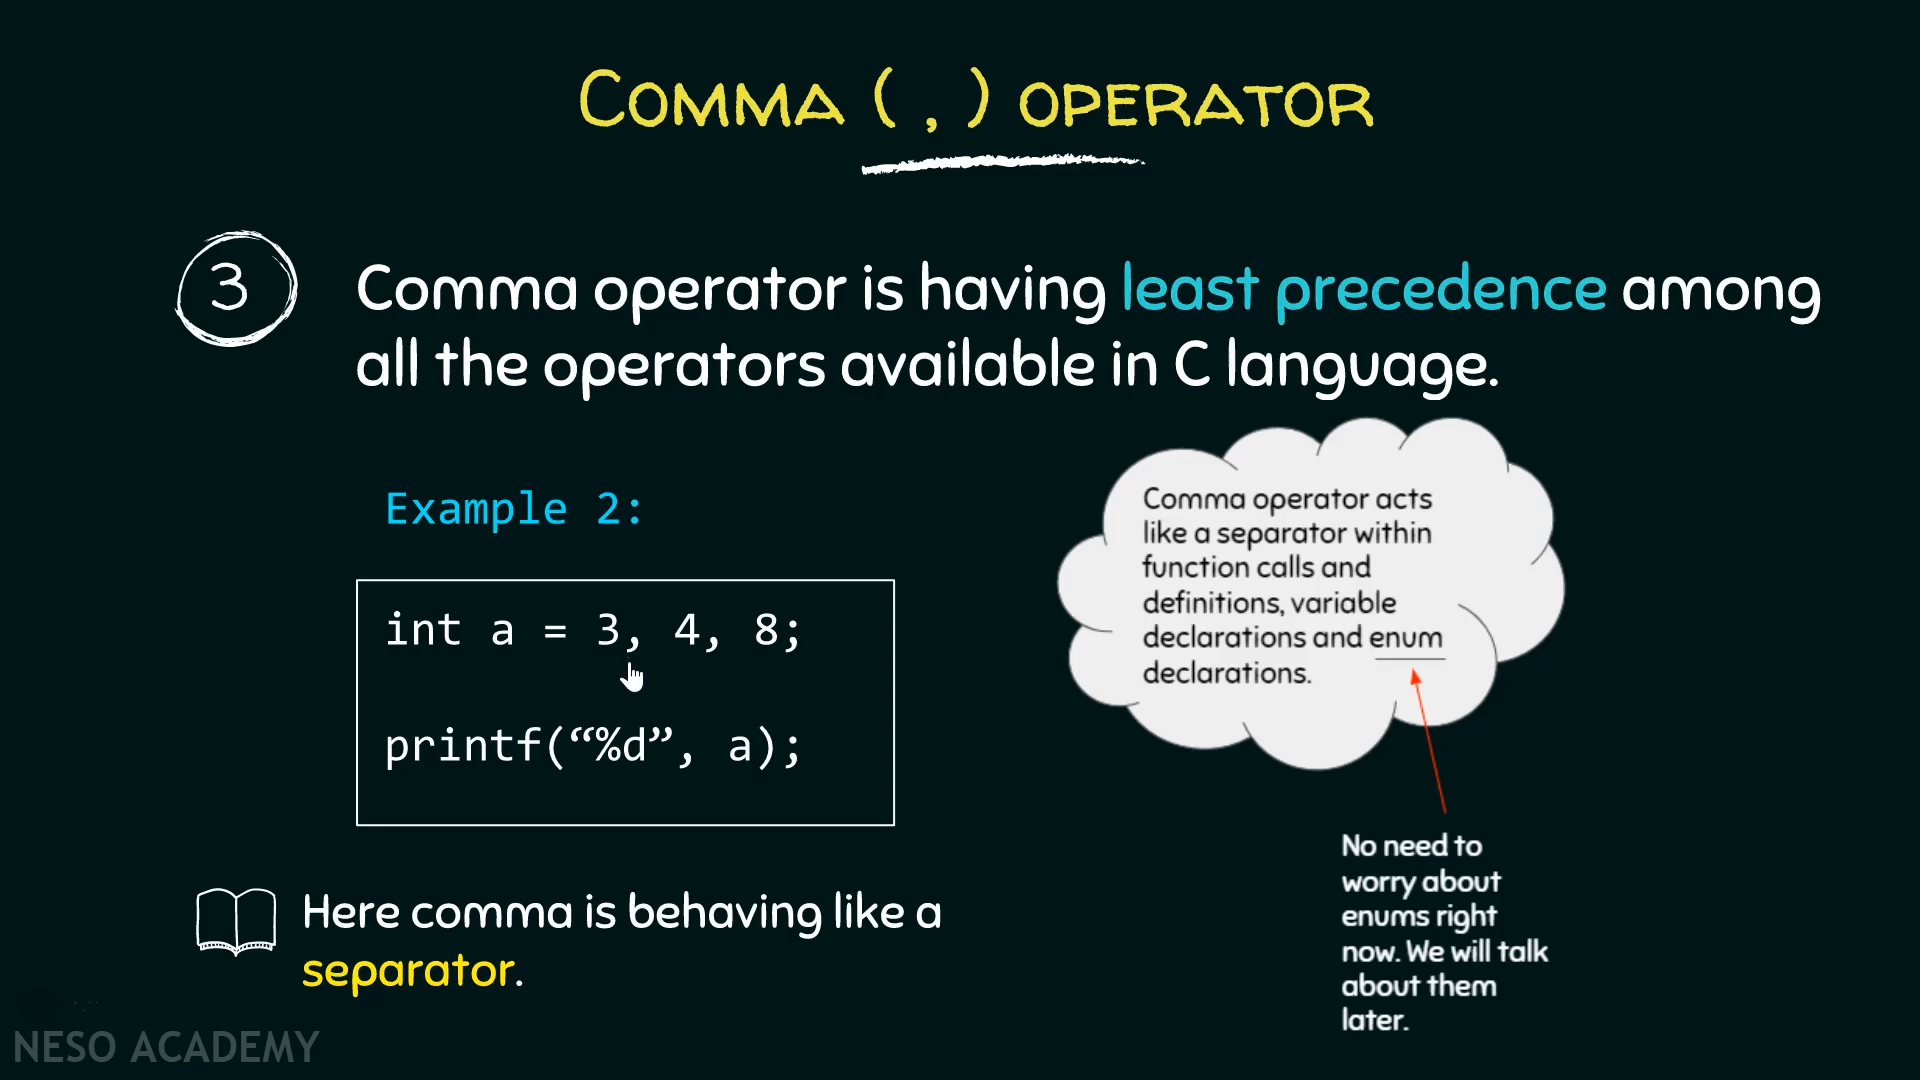 COMMA ( , ) OPERATOR
3
Comma operator is having least precedence among
all the operators available in C language.
Example 2:
int a = 3, 4, 8;
printf(“%d”, a);
Comma operator acts
like a separator within
function calls and
definitions, variable
declarations and enum
declarations.
No need to
worry about
enums right
now. We will talk
about them
later.
Here comma is behaving like a
separator.
NESO ACADEMY